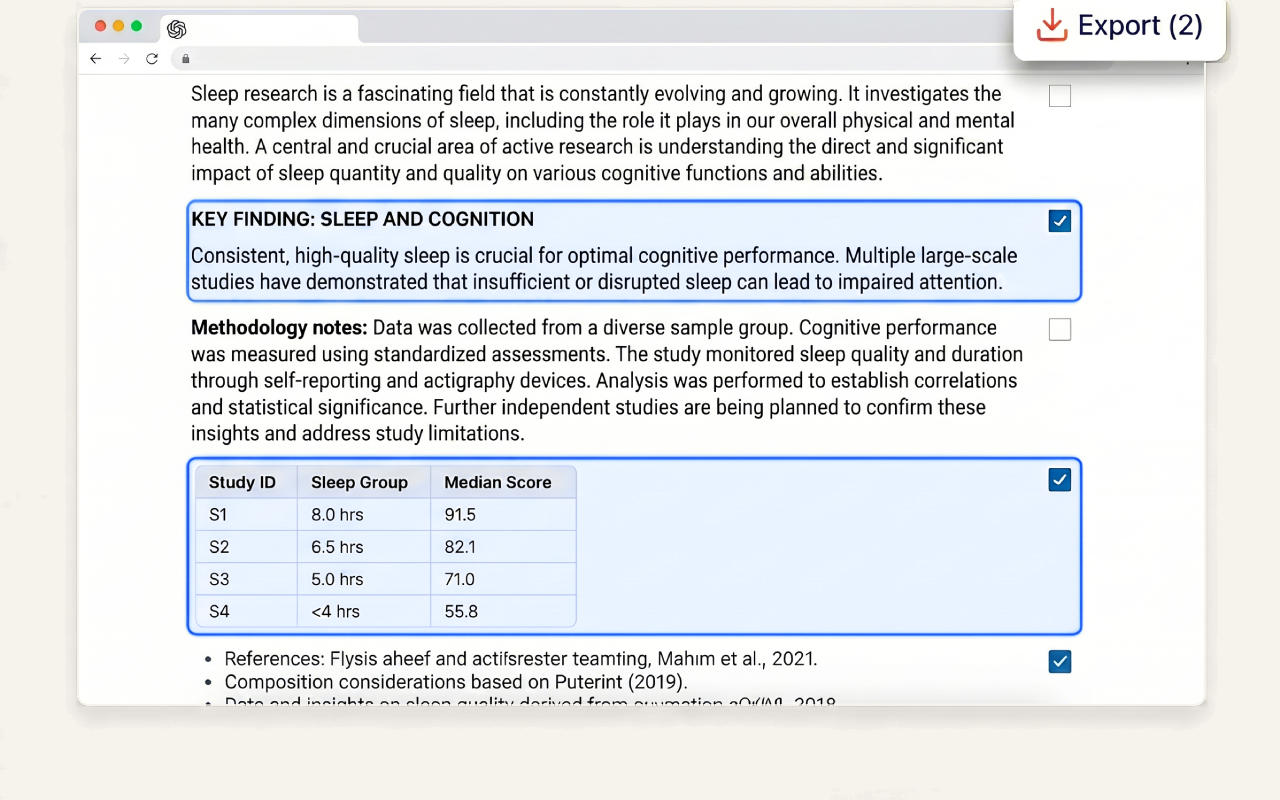 Export (2)
Sleep research is a fascinating field that is constantly evolving and growing. It investigates the
many complex dimensions of sleep, including the role it plays in our overall physical and mental
health. A central and crucial area of active research is understanding the direct and significant
impact of sleep quantity and quality on various cognitive functions and abilities.
KEY FINDING: SLEEP AND COGNITION
Consistent, high-quality sleep is crucial for optimal cognitive performance. Multiple large-scale
studies have demonstrated that insufficient or disrupted sleep can lead to impaired attention.
Methodology notes: Data was collected from a diverse sample group. Cognitive performance
was measured using standardized assessments. The study monitored sleep quality and duration
through self-reporting and actigraphy devices. Analysis was performed to establish correlations
and statistical significance. Further independent studies are being planned to confirm these
insights and address study limitations.
Study ID Sleep Group Median Score
S1 8.0 hrs 91.5
S2 6.5 hrs 82.1
S3 5.0 hrs 71.0
S4 <4 hrs 55.8
• References: Flysis aheef and actifsrester teamting, Mahım et al., 2021.
• Composition considerations based on Puterint (2019).
• Data and insights on sleep quality derived from